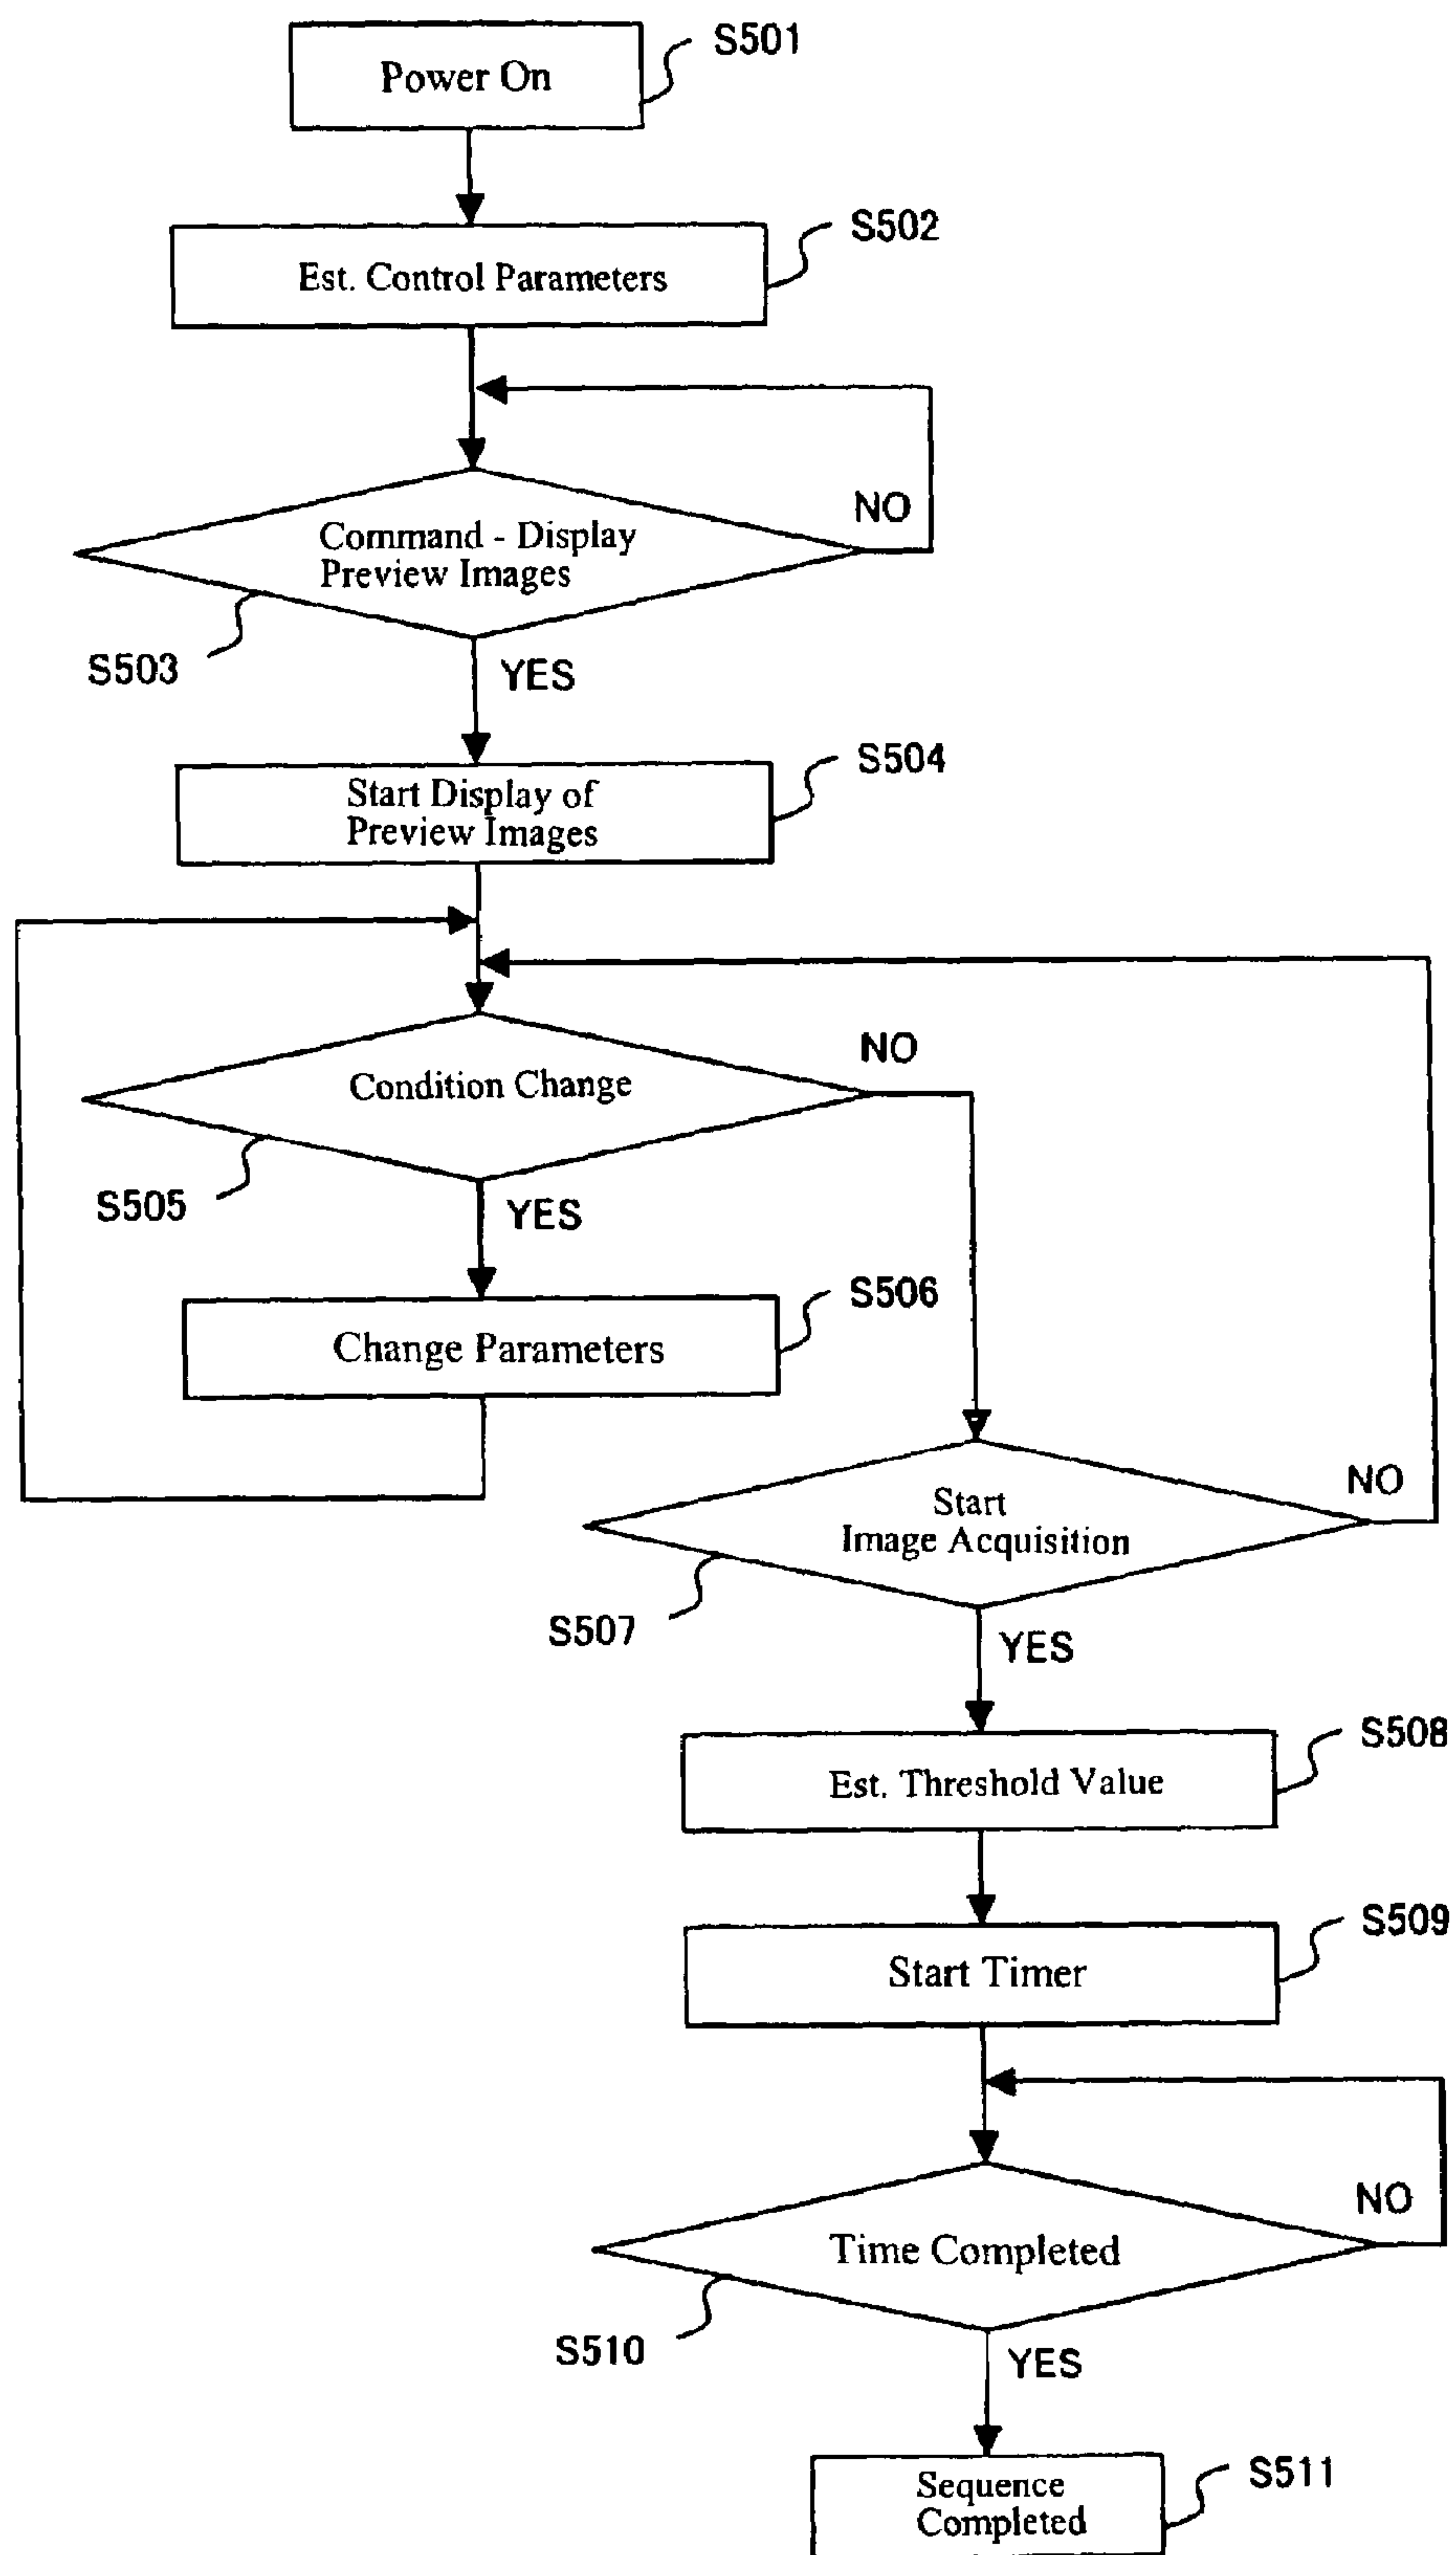 Power On
S501
Est. Control Parameters
S502
NO
Command - Display
Preview Images
S503
YES
Start Display of
Preview Images
S504
NO
Condition Change
S505
YES
Change Parameters
S506
NO
Start
Image Acquisition
S507
YES
Est. Threshold Value
S508
Start Timer
S509
NO
Time Completed
S510
YES
Sequence
Completed
S511